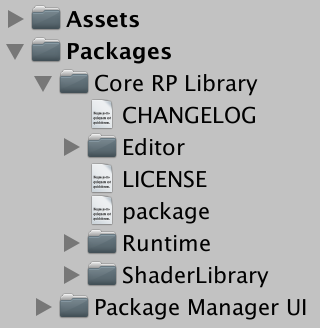 Assets
Packages
Core RP Library
CHANGELOG
Editor
LICENSE
package
Runtime
ShaderLibrary
Package Manager UI